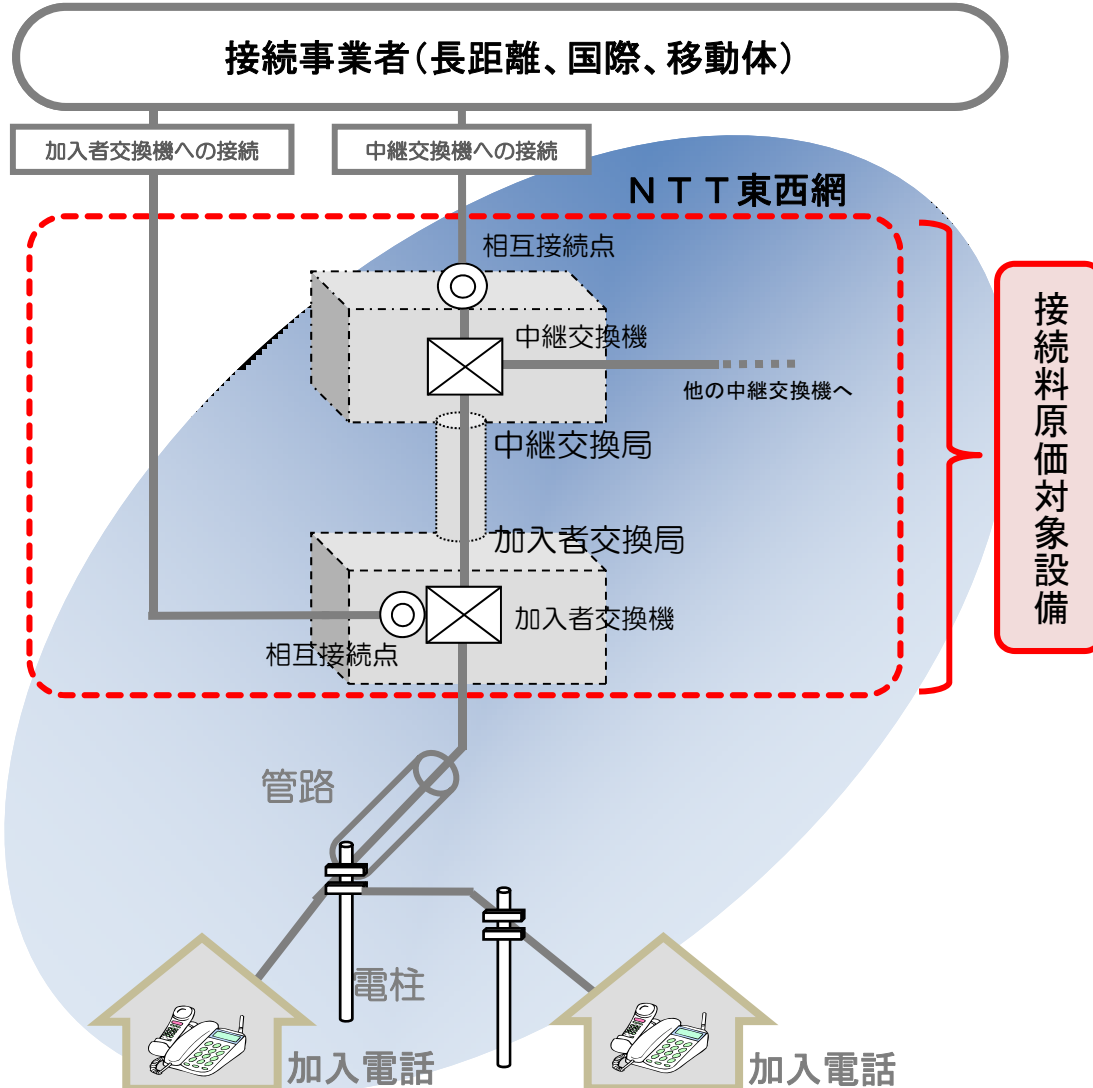 接続事業者(長距離、国際、移動体)
加入者交換機への接続
中継交換機への接続
NTT東西網
相互接続点
中継交換機
他の中継交換機へ
中継交換局
加入者交換局
加入者交換機
相互接続点
接続料原価対象設備
管路
電柱
加入電話
加入電話